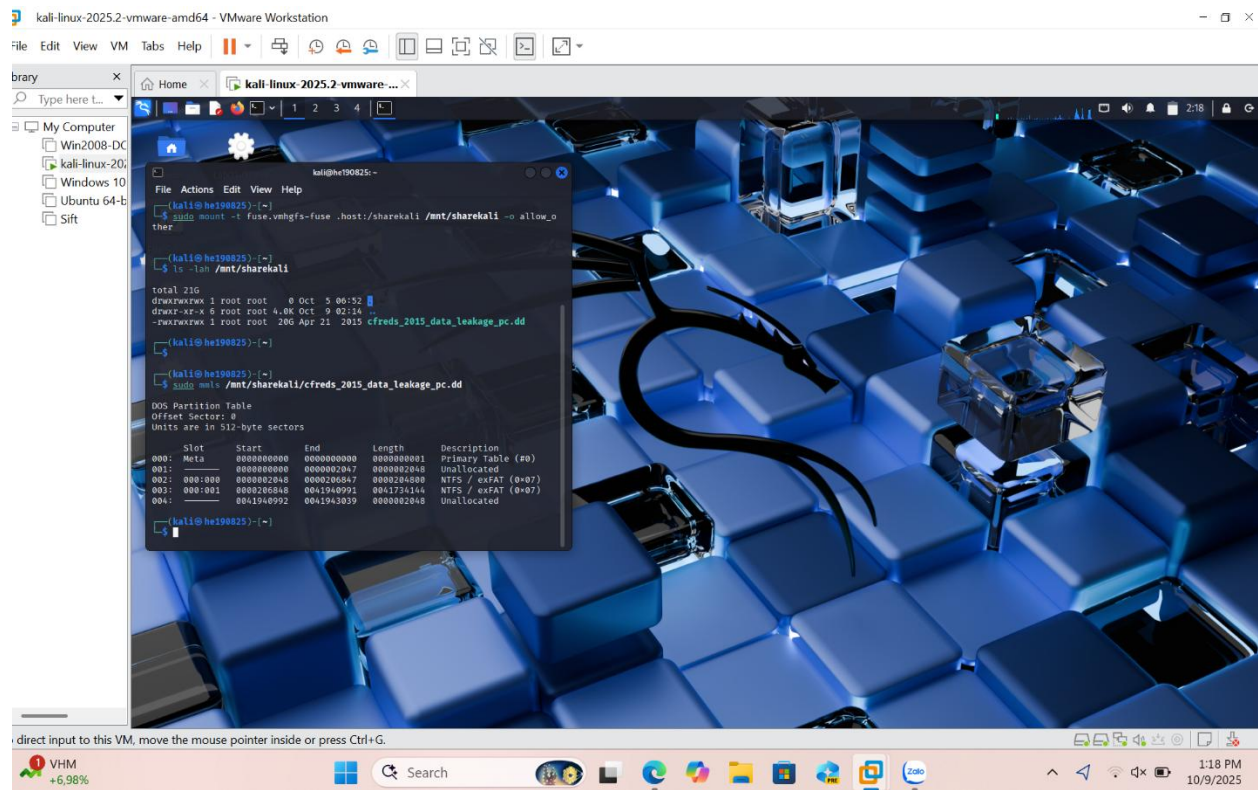 kali-linux-2025.2-vmware-amd64 - VMware Workstation
File Edit View VM Tabs Help
brary ×
Type here t...
Home ×
kali-linux-2025.2-vmware-... ×
My Computer
Win2008-DC
kali-linux-202
Windows 10
Ubuntu 64-b
Sift
1 2 3 4
2:18
kali@he190825: ~
File Actions Edit View Help
(kali㉿he190825)-[~]
$ sudo mount -t fuse.vmhgfs-fuse .host:/sharekali /mnt/sharekali -o allow_o
ther
(kali㉿he190825)-[~]
$ ls -lah /mnt/sharekali
total 21G
drwxrwxrwx 1 root root 0 Oct 5 06:52 .
drwxr-xr-x 6 root root 4.0K Oct 9 02:14 ..
-rwxrwxrwx 1 root root 20G Apr 21 2015 cfreds_2015_data_leakage_pc.dd
(kali㉿he190825)-[~]
$
(kali㉿he190825)-[~]
$ sudo mmls /mnt/sharekali/cfreds_2015_data_leakage_pc.dd
DOS Partition Table
Offset Sector: 0
Units are in 512-byte sectors
Slot Start End Length Description
000: Meta 0000000000 0000000000 0000000001 Primary Table (#0)
001: ------- 0000000000 0000002047 0000002048 Unallocated
002: 000:000 0000002048 0000206847 0000204800 NTFS / exFAT (0×07)
003: 000:001 0000206848 0041940991 0041734144 NTFS / exFAT (0×07)
004: ------- 0041940992 0041943039 0000002048 Unallocated
(kali㉿he190825)-[~]
$
direct input to this VM, move the mouse pointer inside or press Ctrl+G.
1
VHM
+6,98%
Search
PRE
Zalo
1:18 PM
10/9/2025